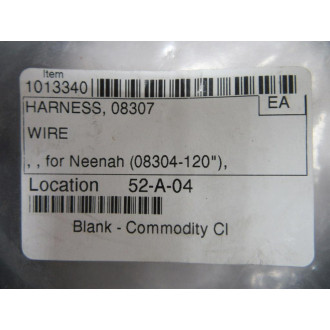 Item
1013340
HARNESS, 08307
EA
WIRE
, , for Neenah (08304-120"),
Location 52-A-04
Blank - Commodity Cl